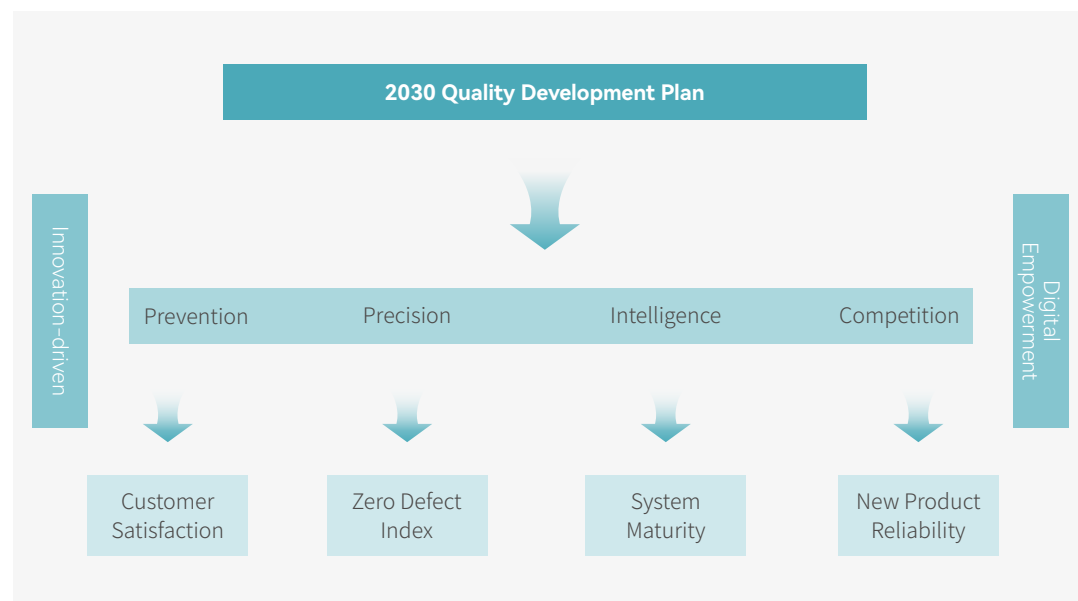 2030 Quality Development Plan
Innovation-driven
Digital
Empowerment
Prevention
Precision
Intelligence
Competition
Customer
Satisfaction
Zero Defect
Index
System
Maturity
New Product
Reliability